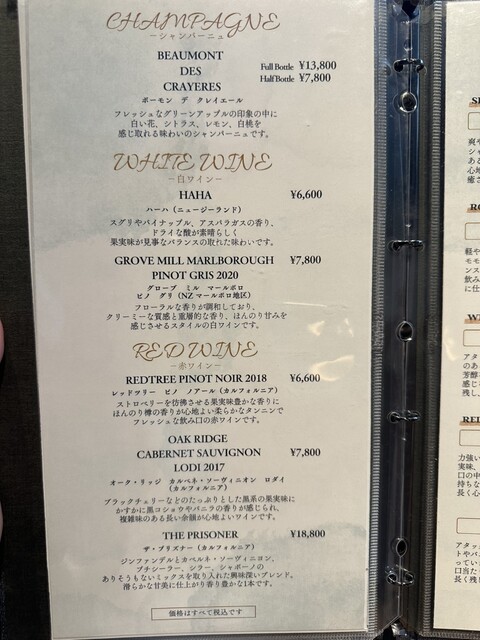 CHAMPAGNE
－シャンパーニュ－
BEAUMONT
DES
CRAYERES
Full Bottle ¥13,800
Half Bottle ¥7,800
ボーモン デ クレイエール
フレッシュなグリーンアップルの印象の中に
白い花、シトラス、レモン、白桃を
感じ取れる味わいのシャンパーニュです。
WHITE WINE
－白ワイン－
HAHA ¥6,600
ハーハ（ニュージーランド）
スグリやパイナップル、アスパラガスの香り、
ドライな酸が素晴らしく
果実味が見事なバランスの取れた味わいです。
GROVE MILL MARLBOROUGH ¥7,800
PINOT GRIS 2020
グローブ ミル マールボロ
ピノ グリ（NZ マールボロ地区）
フローラルな香りが調和しており、
クリーミーな質感と重層的な香り、ほんのり甘みを
感じさせるスタイルの白ワインです。
RED WINE
－赤ワイン－
REDTREE PINOT NOIR 2018 ¥6,600
レッドツリー ピノ ノアール（カルフォルニア）
ストロベリーを彷彿させる果実味豊かな香りに
ほんのり樽の香りが心地よい柔らかなタンニンで
フレッシュな飲み口の赤ワインです。
OAK RIDGE
CABERNET SAUVIGNON ¥7,800
LODI 2017
オーク・リッジ カルベネ・ソーヴィニオン ロダイ
（カルフォルニア）
ブラックチェリーなどのたっぷりとした黒系の果実味に
かすかに黒コショウやバニラの香りが感じられ、
複雑味のある長い余韻が心地よいワインです。
THE PRISONER ¥18,800
ザ・プリズナー（カルフォルニア）
ジンファンデルとカベルネ・ソーヴィニヨン、
プチシーラー、シラー、シャボーノの
ありそうもないミックスを取り入れた興味深いブレンド。
滑らかな甘美に仕上がり香り豊かな1本です。
価格はすべて税込です